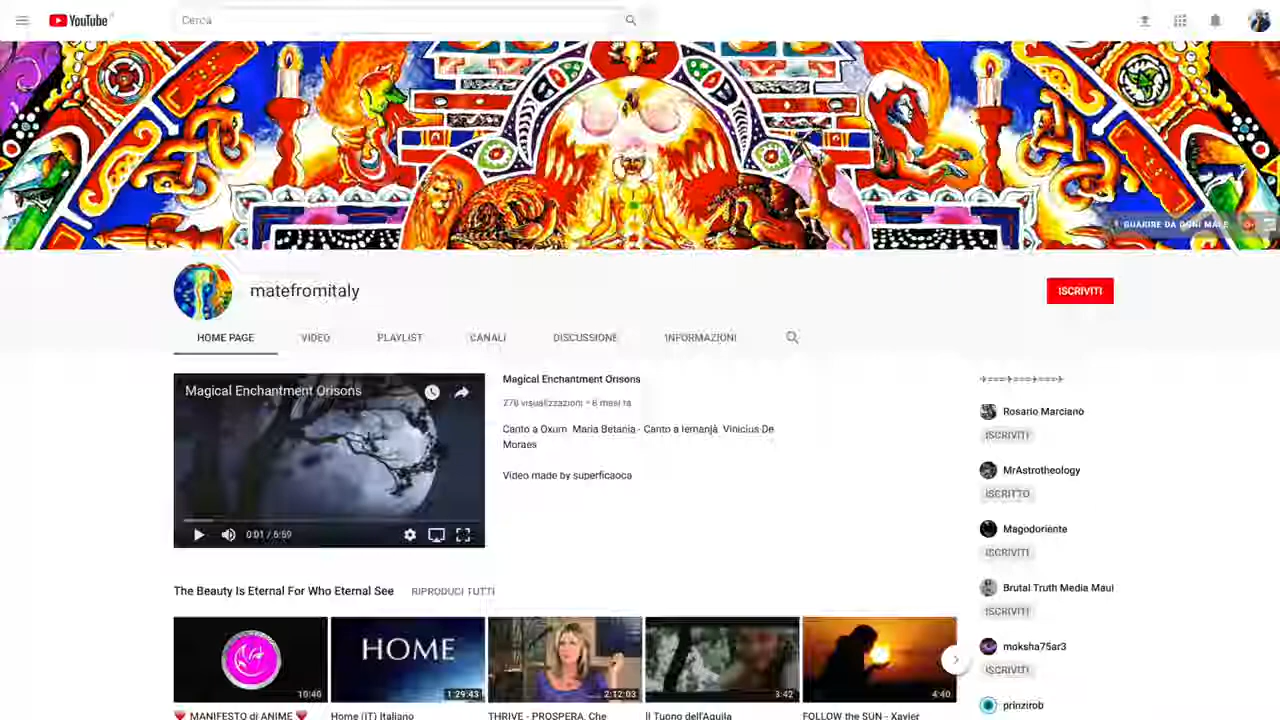 YouTube
Cerca
GUARIRE DA OGNI MALE
matefromitaly
ISCRIVITI
HOME PAGE VIDEO PLAYLIST CANALI DISCUSSIONE INFORMAZIONI
Magical Enchantment Orisons
0:01 / 5:59
Magical Enchantment Orisons
278 visualizzazioni • 6 mesi fa
Canto a Oxum Maria Betania - Canto a Iemanjà Vinicius De
Moraes
Video made by superficaoca
✈===✈===✈===✈
Rosario Marcianò
ISCRIVITI
MrAstrotheology
ISCRITTO
Magodoriente
ISCRIVITI
Brutal Truth Media Maui
ISCRIVITI
moksha75ar3
ISCRIVITI
prinzirob
The Beauty Is Eternal For Who Eternal See RIPRODUCI TUTTI
10:40
HOME
1:29:43
2:12:03
3:42
4:40
MANIFESTO di ANIME
Home (IT) Italiano
THRIVE - PROSPERA. Che
Il Tuono dell'Aquila
FOLLOW the SUN - Xavier